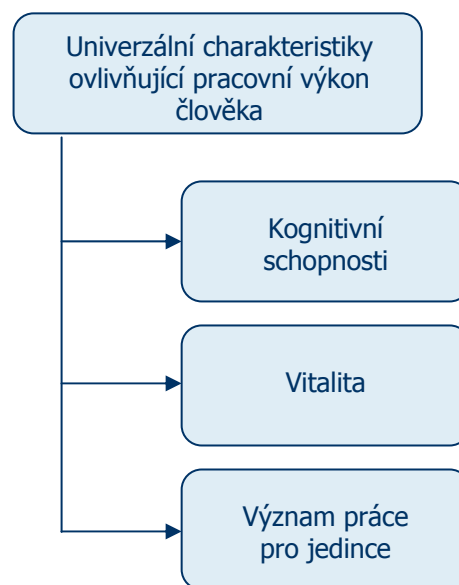 Univerzální charakteristiky
ovlivňující pracovní výkon
člověka
Kognitivní
schopnosti
Vitalita
Význam práce
pro jedince